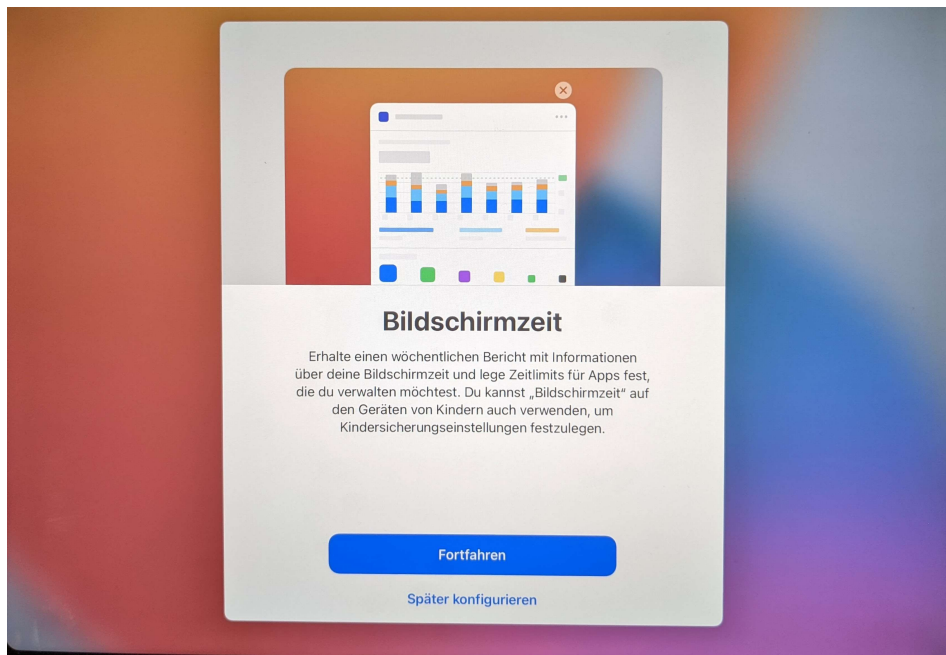 Bildschirmzeit
Erhalte einen wöchentlichen Bericht mit Informationen
über deine Bildschirmzeit und lege Zeitlimits für Apps fest,
die du verwalten möchtest. Du kannst „Bildschirmzeit“ auf
den Geräten von Kindern auch verwenden, um
Kindersicherungseinstellungen festzulegen.
Fortfahren
Später konfigurieren